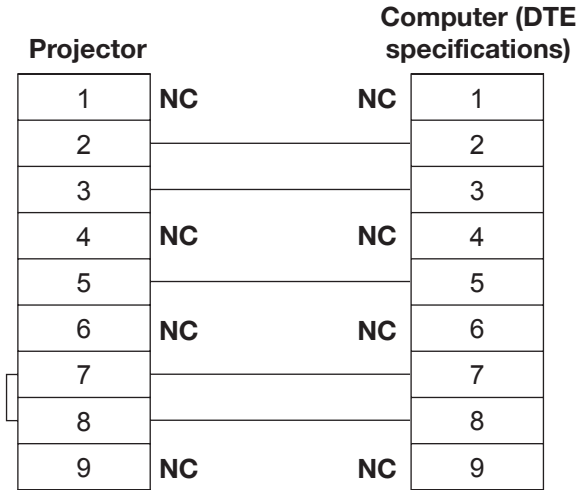 Computer (DTE
Projector specifications)
1 NC NC 1
2 2
3 3
4 NC NC 4
5 5
6 NC NC 6
7 7
8 8
9 NC NC 9